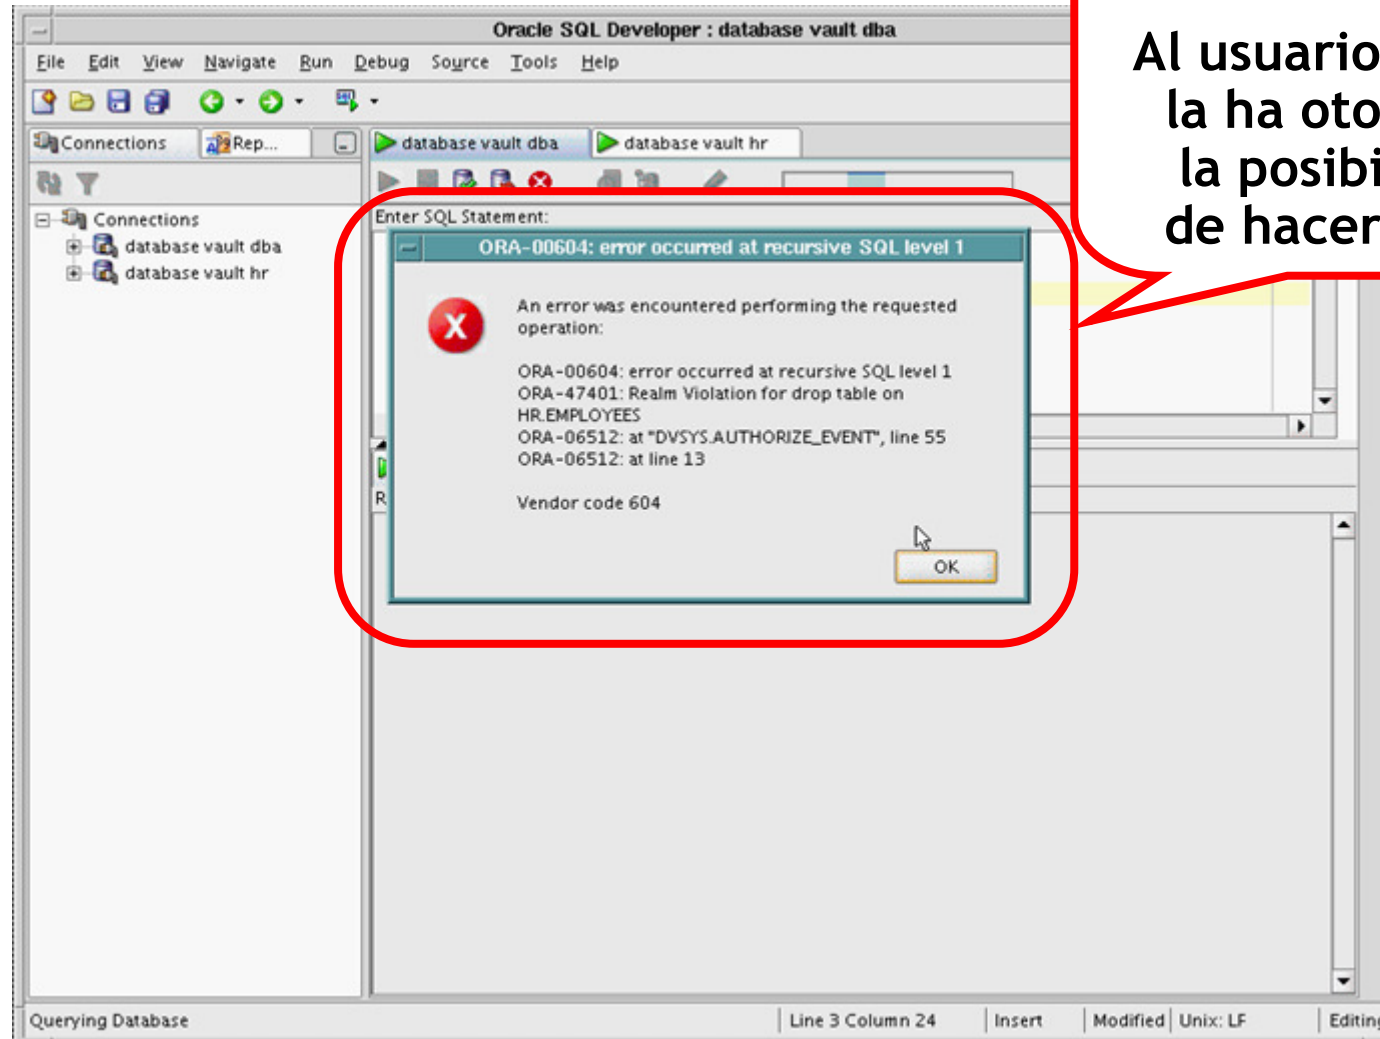 Oracle SQL Developer : database vault dba
File Edit View Navigate Run Debug Source Tools Help
Connections Rep... database vault dba database vault hr
Enter SQL Statement:
Connections
database vault dba
database vault hr
ORA-00604: error occurred at recursive SQL level 1
An error was encountered performing the requested
operation:
ORA-00604: error occurred at recursive SQL level 1
ORA-47401: Realm Violation for drop table on
HR.EMPLOYEES
ORA-06512: at "DVSYS.AUTHORIZE_EVENT", line 55
ORA-06512: at line 13
Vendor code 604
OK
R
Al usuario
la ha oto
la posibi
de hacer
Querying Database Line 3 Column 24 Insert Modified Unix: LF Editing